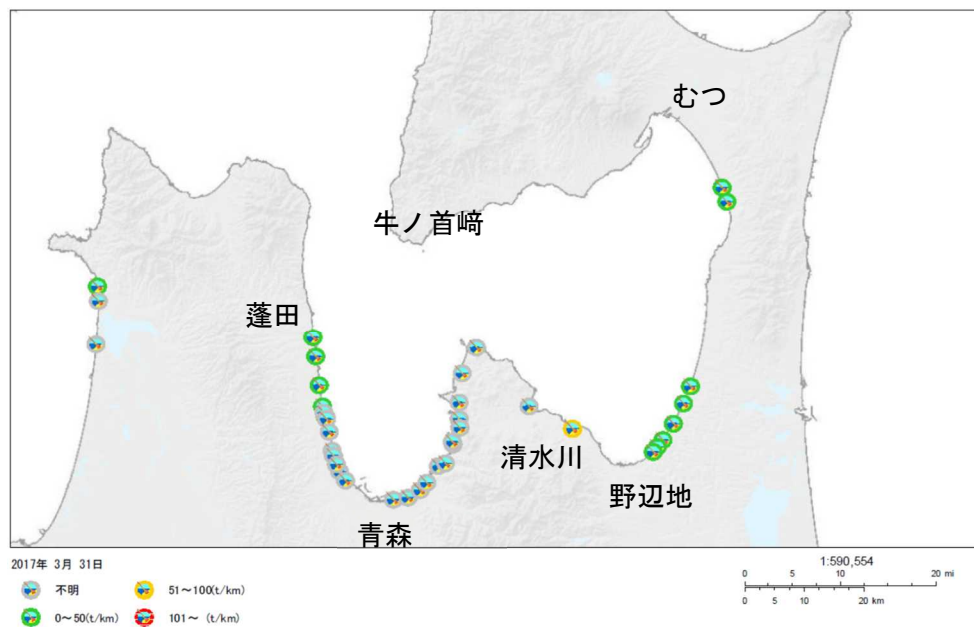 むつ
牛ノ首﨑
蓬田
清水川
野辺地
青森
2017年 3月 31日
不明
51～100(t/km)
0～50(t/km)
101～ (t/km)
1:590,554
0 5 10 20 mi
0 5 10 20 km